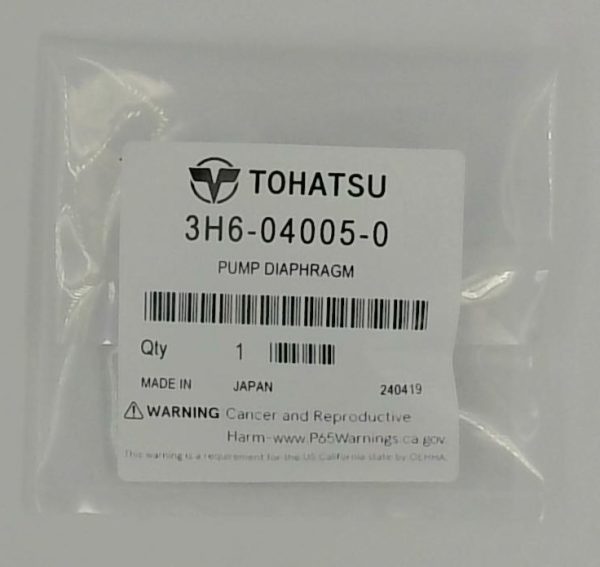 TOHATSU
3H6-04005-0
PUMP DIAPHRAGM
Qty 1
MADE IN JAPAN 240419
⚠ WARNING Cancer and Reproductive
Harm-www.P65Warnings.ca.gov
This warning is a requirement for the US California state by OEHHA.